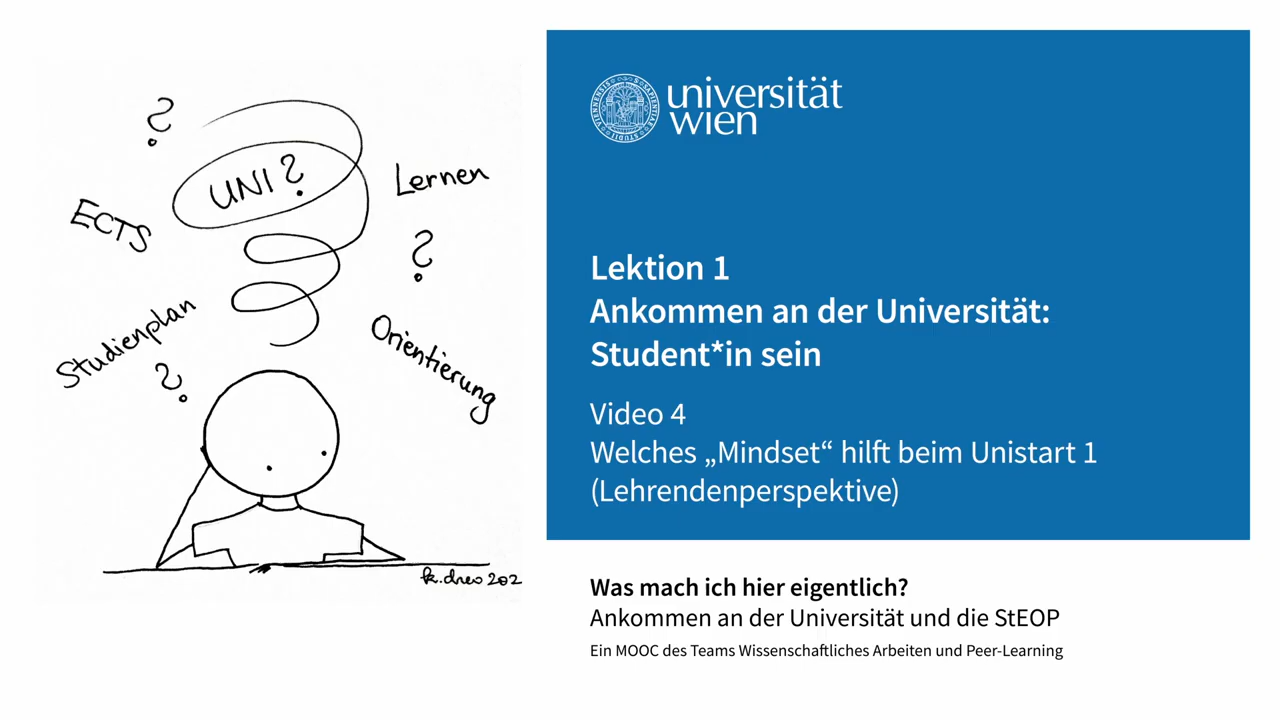 ?
UNI?
Lernen
ECTS
?
Studienplan
Orientierung
?
k.drew 202
universität
wien
Lektion 1
Ankommen an der Universität:
Student*in sein
Video 4
Welches „Mindset“ hilft beim Unistart 1
(Lehrendenperspektive)
Was mach ich hier eigentlich?
Ankommen an der Universität und die StEOP
Ein MOOC des Teams Wissenschaftliches Arbeiten und Peer-Learning